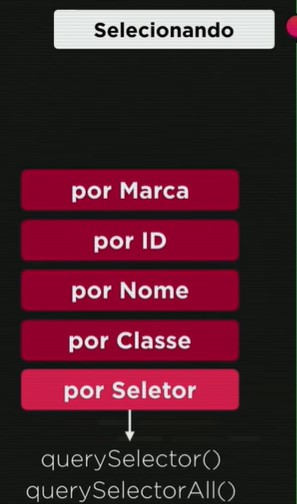 Selecionando
por Marca
por ID
por Nome
por Classe
por Seletor
querySelector()
querySelectorAll()